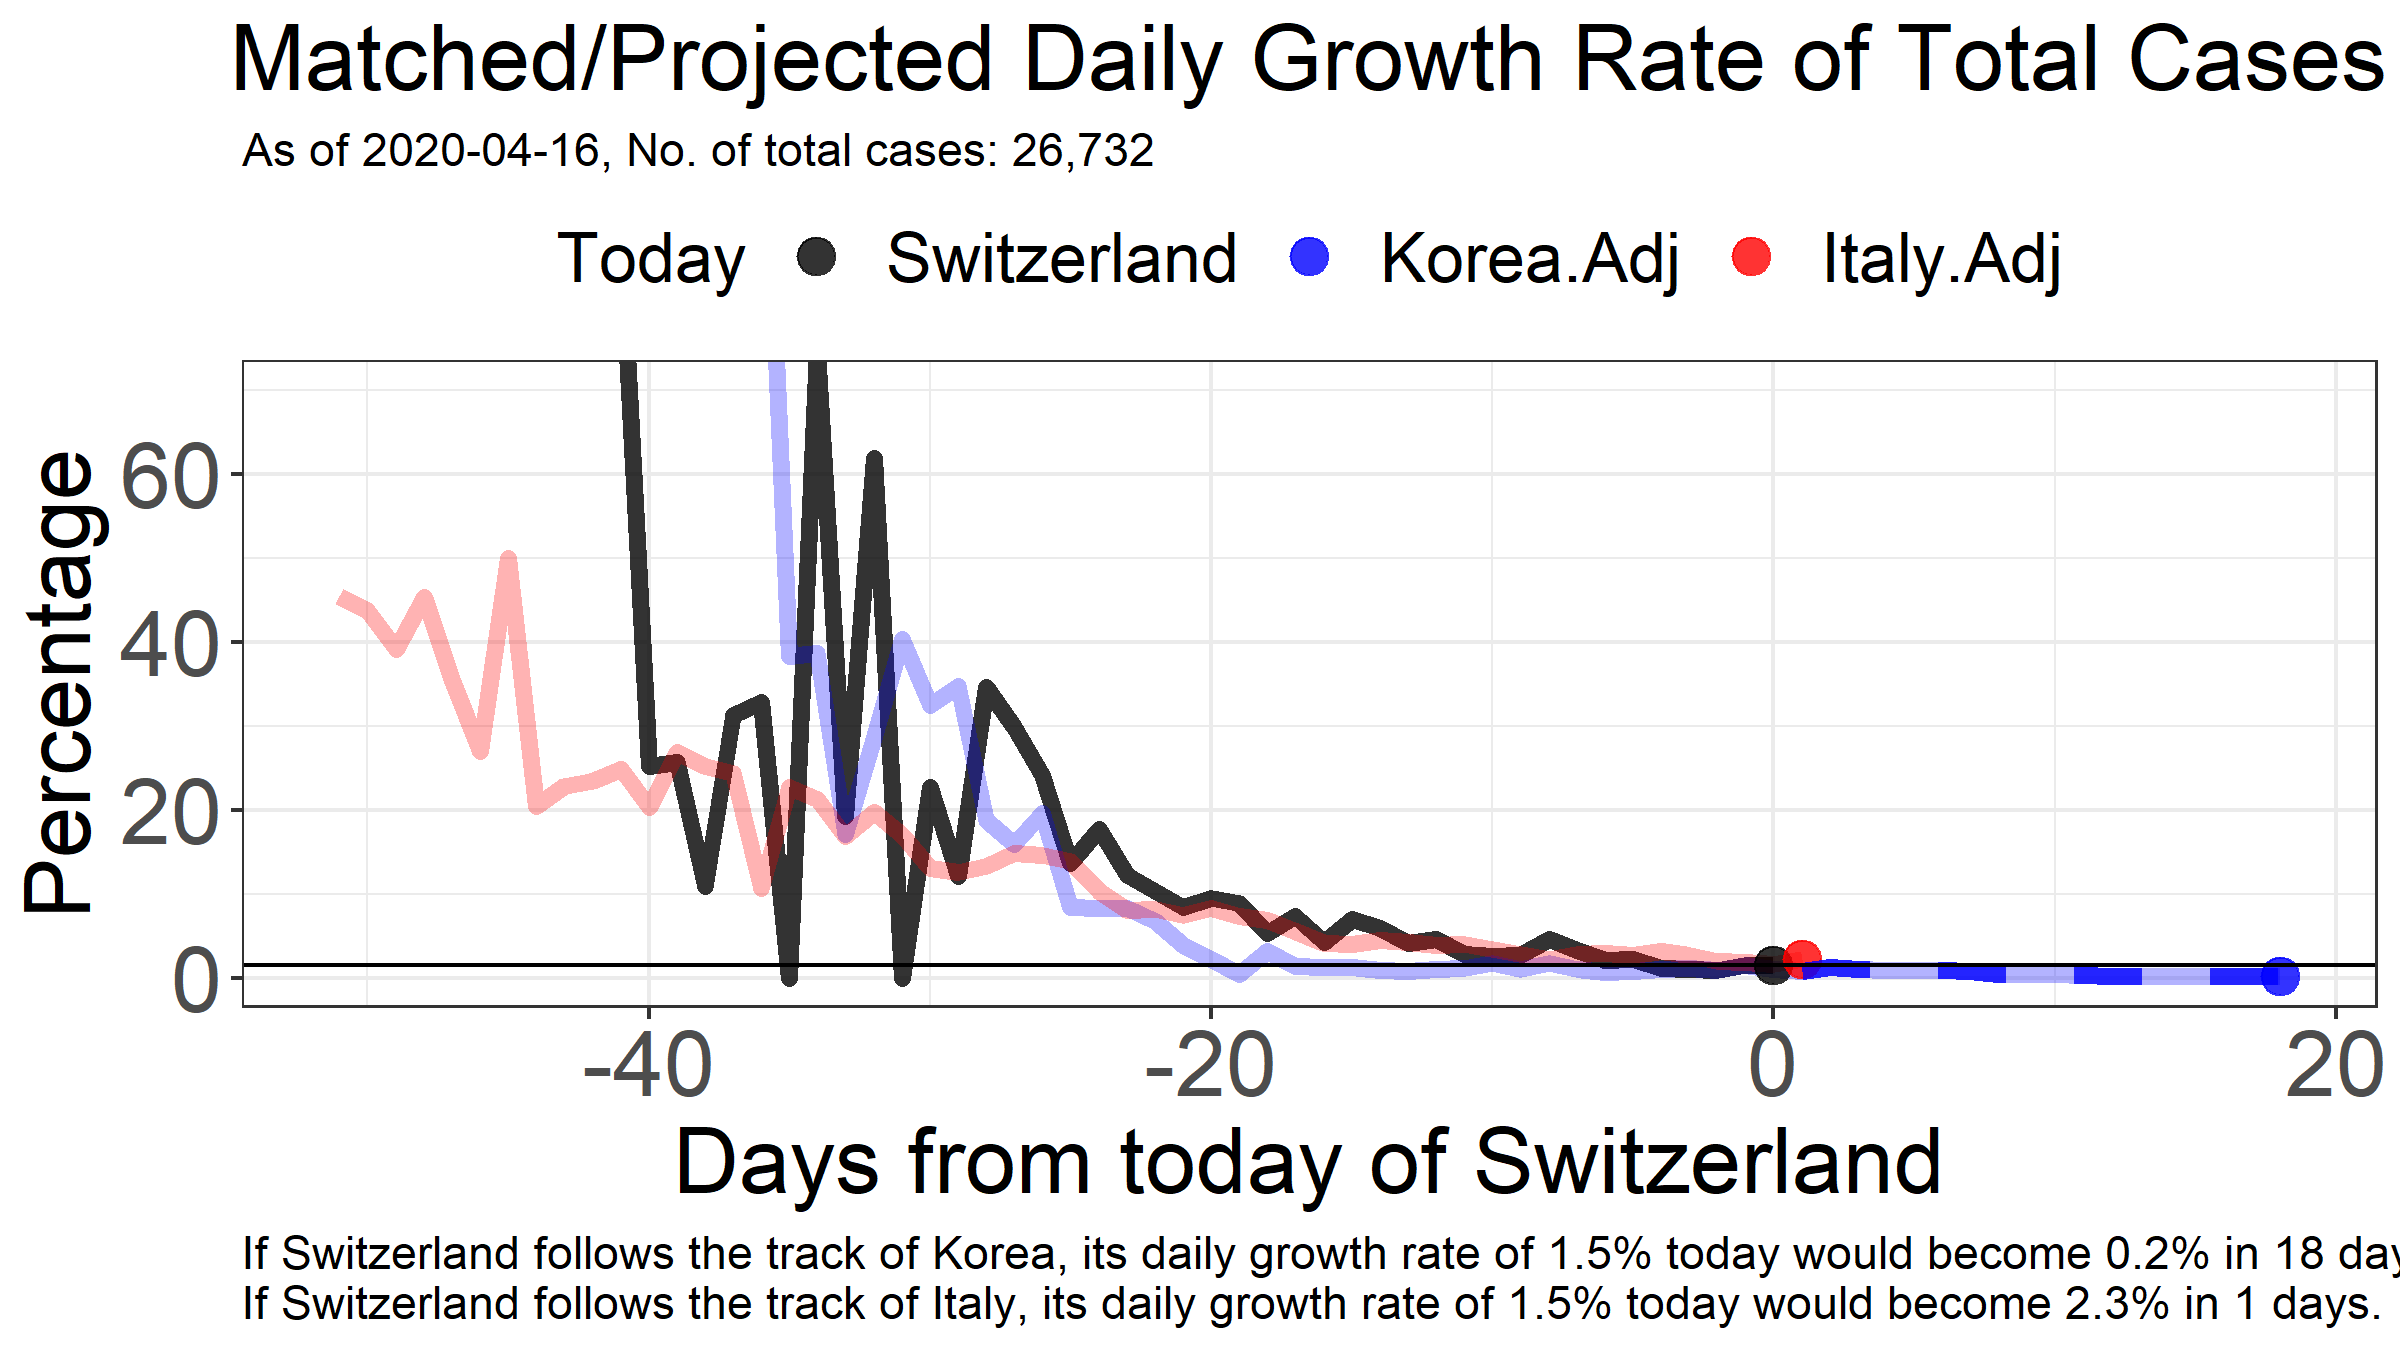 Matched/Projected Daily Growth Rate of Total Cases
As of 2020-04-16, No. of total cases: 26,732
Today Switzerland Korea.Adj Italy.Adj
Percentage
60
40
20
0
-40 -20 0 20
Days from today of Switzerland
If Switzerland follows the track of Korea, its daily growth rate of 1.5% today would become 0.2% in 18 day
If Switzerland follows the track of Italy, its daily growth rate of 1.5% today would become 2.3% in 1 days.